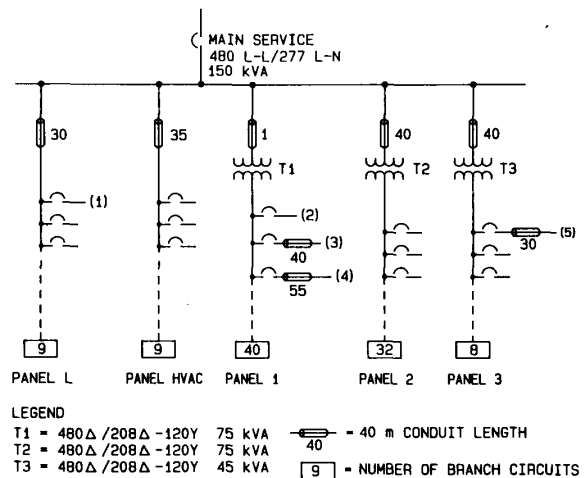 MAIN SERVICE
480 L-L/277 L-N
150 kVA
30
35
1
40
40
T1
T2
T3
(1)
(2)
(3)
40
(4)
55
(5)
30
9
9
40
32
8
PANEL L
PANEL HVAC
PANEL 1
PANEL 2
PANEL 3
LEGEND
T1 = 480Δ/208Δ-120Y 75 kVA
T2 = 480Δ/208Δ-120Y 75 kVA
T3 = 480Δ/208Δ-120Y 45 kVA
40 = 40 m CONDUIT LENGTH
9 = NUMBER OF BRANCH CIRCUITS